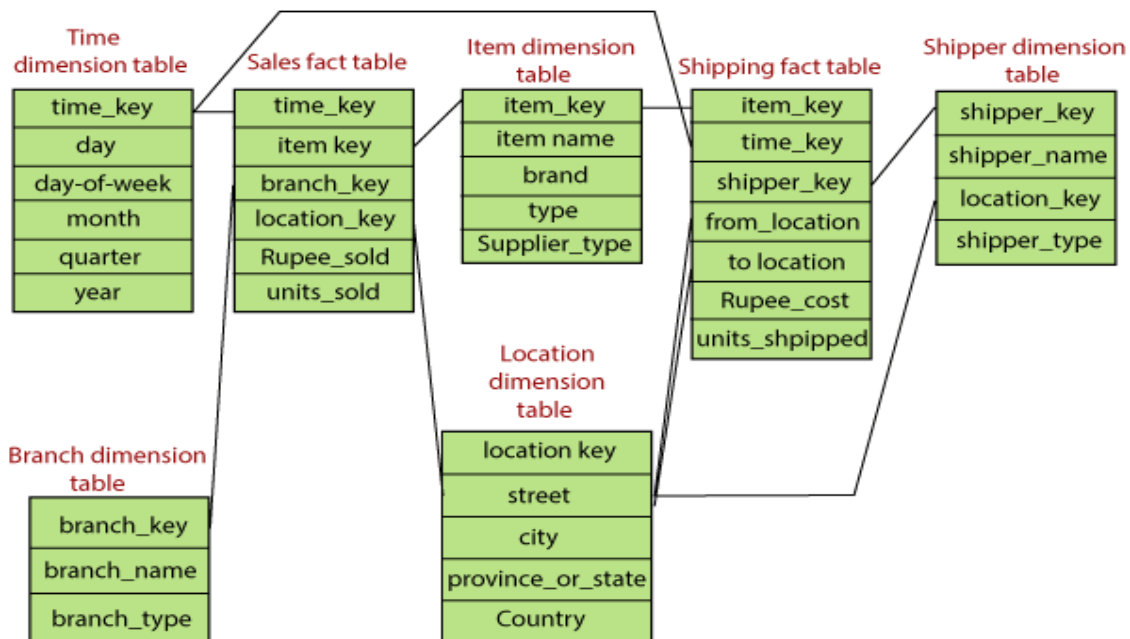 Time
dimension table
time_key
day
day-of-week
month
quarter
year
Sales fact table
time_key
item key
branch_key
location_key
Rupee_sold
units_sold
Item dimension
table
item_key
item name
brand
type
Supplier_type
Shipping fact table
item_key
time_key
shipper_key
from_location
to location
Rupee_cost
units_shpipped
Shipper dimension
table
shipper_key
shipper_name
location_key
shipper_type
Branch dimension
table
branch_key
branch_name
branch_type
Location
dimension
table
location key
street
city
province_or_state
Country